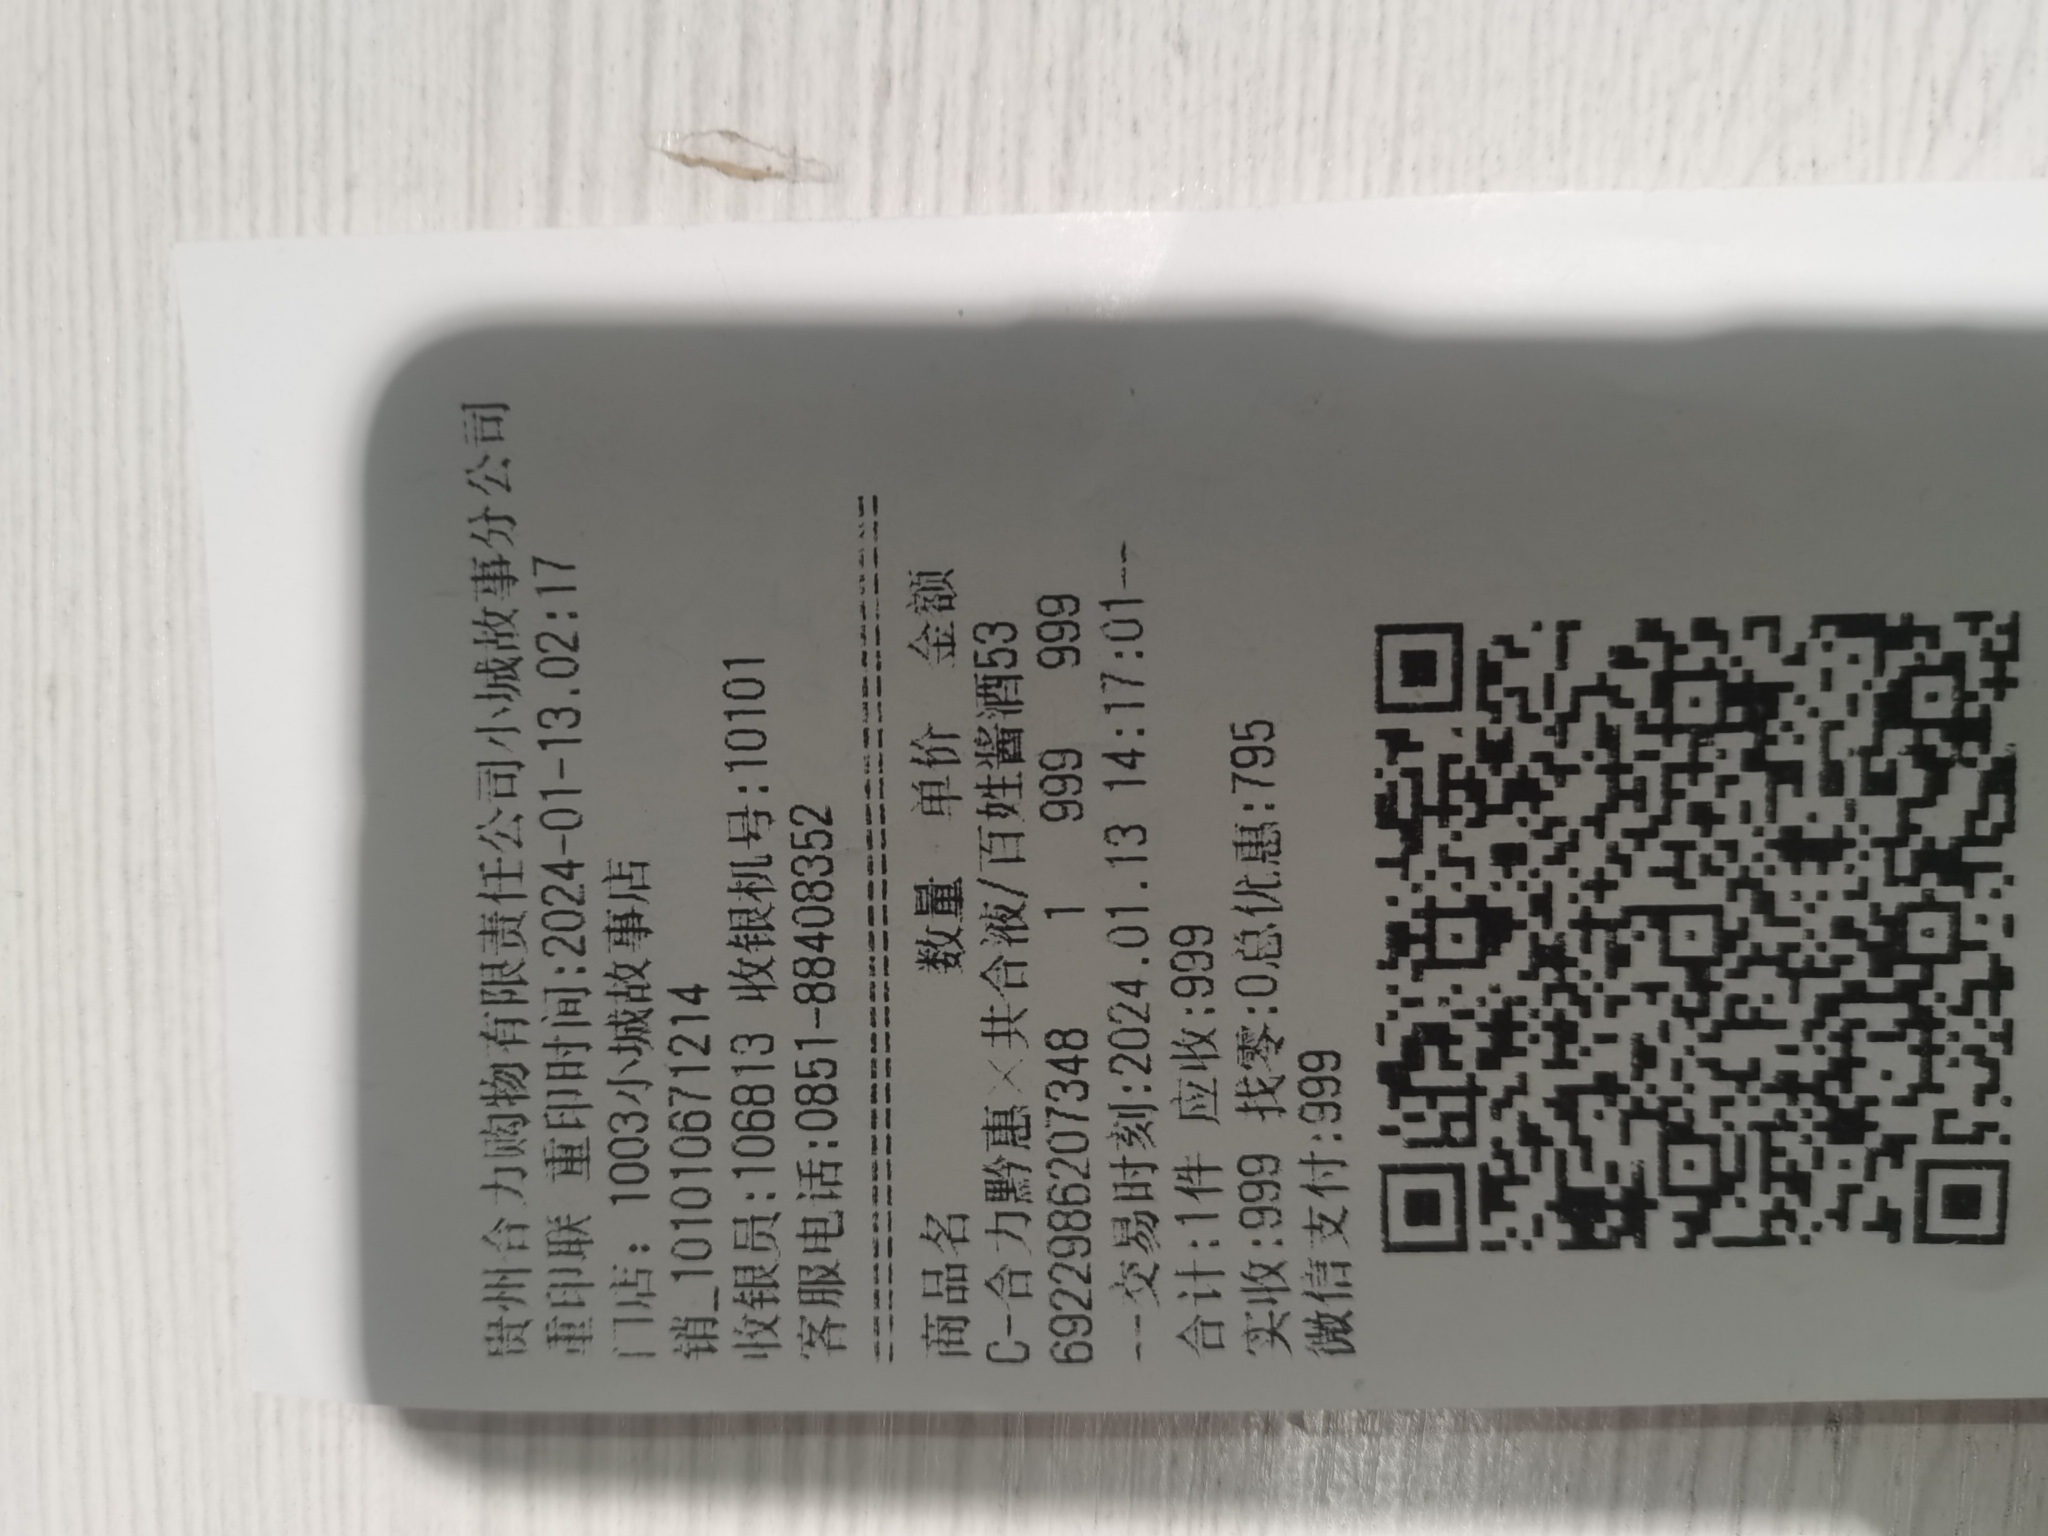 贵州合力购物有限责任公司小城故事分公司
重印联 重印时间:2024-01-13.02:17
门店: 1003小城故事店
销_101010671214
收银员:106813 收银机号:10101
客服电话:0851-88408352
========================================
商品名 数量 单价 金额
C-合力黔惠×共合液/百姓酱酒53
6922986207348 1 999 999
--交易时刻:2024.01.13 14:17:01--
合计:1件 应收:999
实收:999 找零:0总优惠:795
微信支付:999